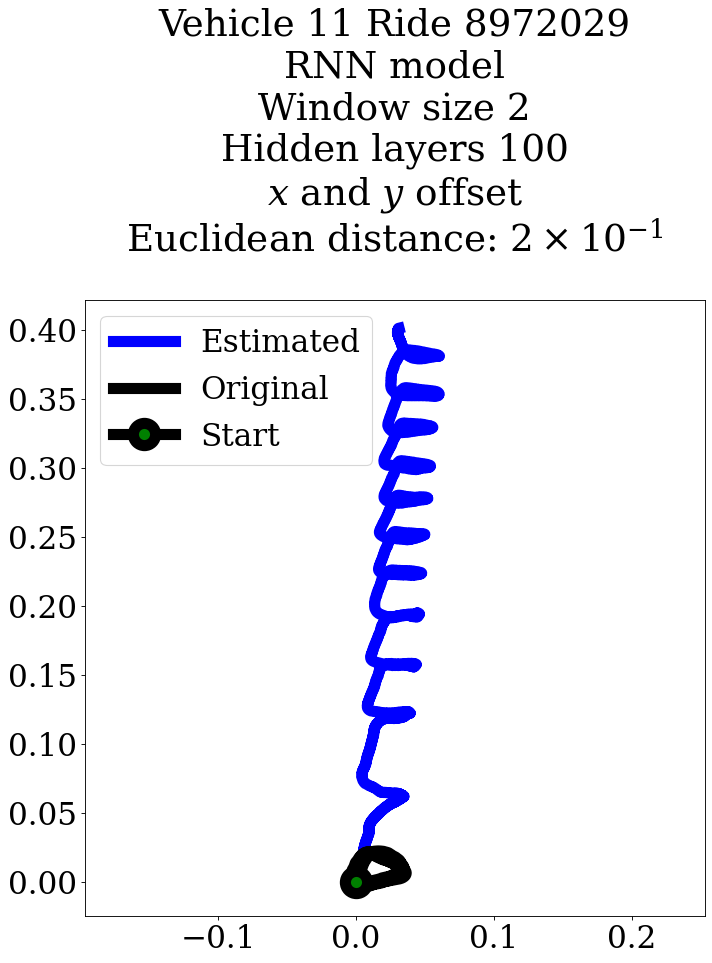 Vehicle 11 Ride 8972029
RNN model
Window size 2
Hidden layers 100
x and y offset
Euclidean distance: 2 × 10⁻¹
Estimated
Original
Start
0.40
0.35
0.30
0.25
0.20
0.15
0.10
0.05
0.00
−0.1 0.0 0.1 0.2